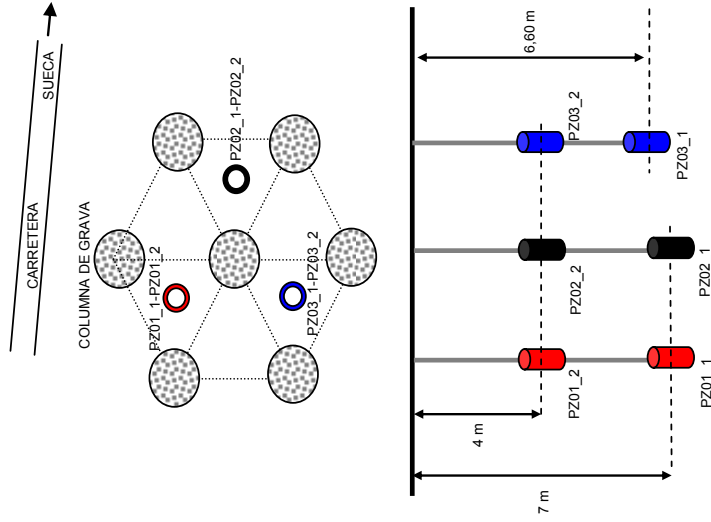 CARRETERA
SUECA
COLUMNA DE GRAVA
PZ01_1-PZ01_2
PZ02_1-PZ02_2
PZ03_1-PZ03_2
6,60 m
4 m
7 m
PZ01_2
PZ01_1
PZ02_2
PZ02_1
PZ03_2
PZ03_1